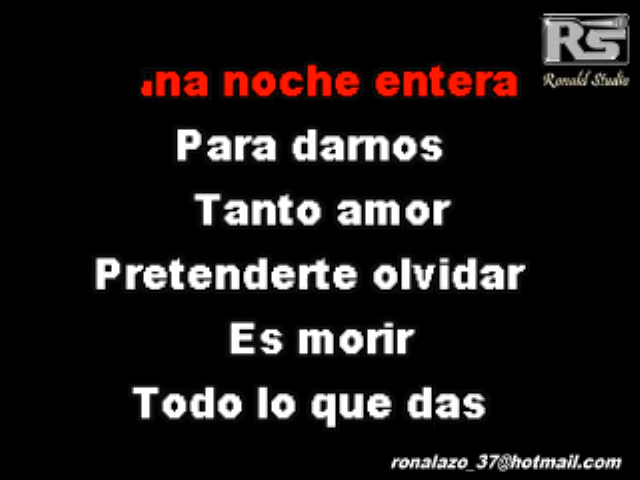 RS
Ronald Studio
una noche entera
Para darnos
Tanto amor
Pretenderte olvidar
Es morir
Todo lo que das
ronalazo_37@hotmail.com